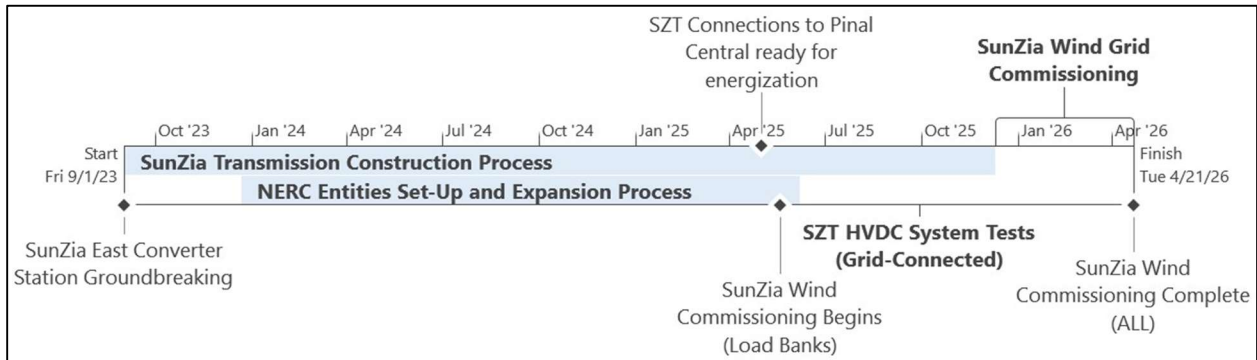 SZT Connections to Pinal
Central ready for
energization
SunZia Wind Grid
Commissioning
Oct '23
Jan '24
Apr '24
Jul '24
Oct '24
Jan '25
Apr '25
Jul '25
Oct '25
Jan '26
Apr '26
Start
Fri 9/1/23
SunZia Transmission Construction Process
Finish
Tue 4/21/26
NERC Entities Set-Up and Expansion Process
SunZia East Converter
Station Groundbreaking
SunZia Wind
Commissioning Begins
(Load Banks)
SZT HVDC System Tests
(Grid-Connected)
SunZia Wind
Commissioning Complete
(ALL)